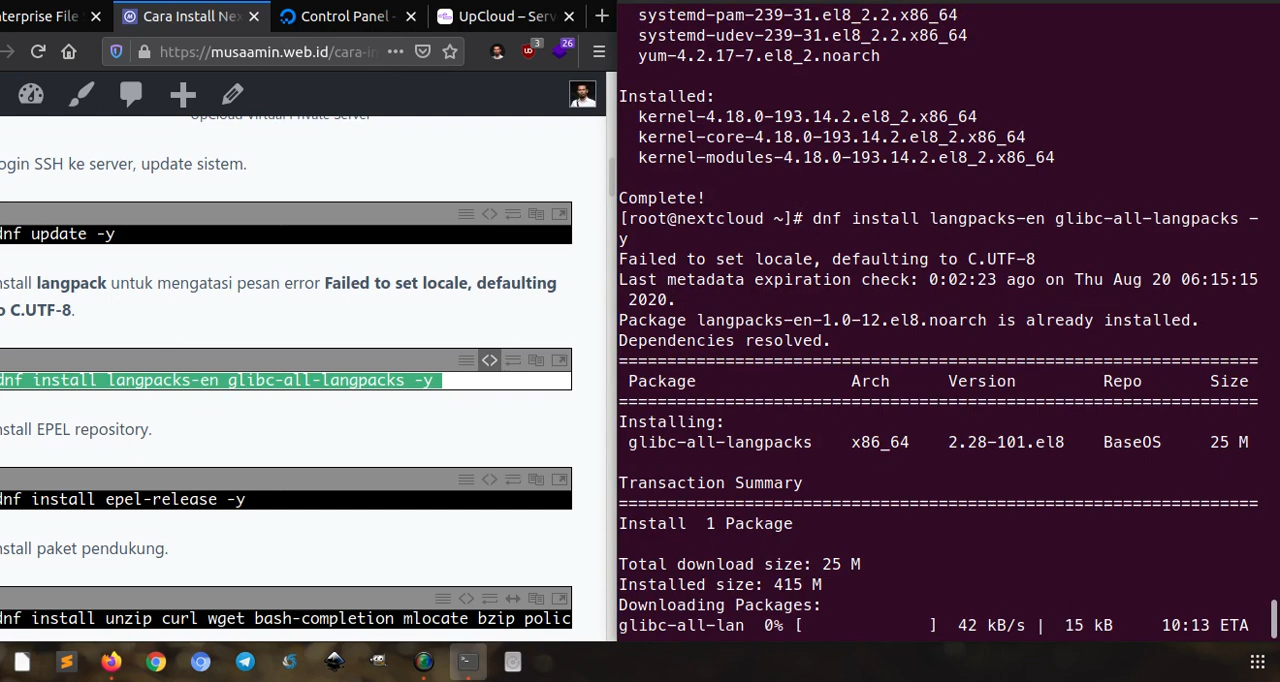 nterprise File
Cara Install Nex
Control Panel -
UpCloud – Serv
https://musaamin.web.id/cara-in
3
26
UpCloud Virtual Private Server
ogin SSH ke server, update sistem.
dnf update -y
nstall langpack untuk mengatasi pesan error Failed to set locale, defaulting
o C.UTF-8.
dnf install langpacks-en glibc-all-langpacks -y
nstall EPEL repository.
dnf install epel-release -y
nstall paket pendukung.
dnf install unzip curl wget bash-completion mlocate bzip polic
systemd-pam-239-31.el8_2.2.x86_64
systemd-udev-239-31.el8_2.2.x86_64
yum-4.2.17-7.el8_2.noarch
Installed:
kernel-4.18.0-193.14.2.el8_2.x86_64
kernel-core-4.18.0-193.14.2.el8_2.x86_64
kernel-modules-4.18.0-193.14.2.el8_2.x86_64
Complete!
[root@nextcloud ~]# dnf install langpacks-en glibc-all-langpacks -
y
Failed to set locale, defaulting to C.UTF-8
Last metadata expiration check: 0:02:23 ago on Thu Aug 20 06:15:15
2020.
Package langpacks-en-1.0-12.el8.noarch is already installed.
Dependencies resolved.
================================================================
Package Arch Version Repo Size
================================================================
Installing:
glibc-all-langpacks x86_64 2.28-101.el8 BaseOS 25 M
Transaction Summary
================================================================
Install 1 Package
Total download size: 25 M
Installed size: 415 M
Downloading Packages:
glibc-all-lan 0% [ ] 42 kB/s | 15 kB 10:13 ETA